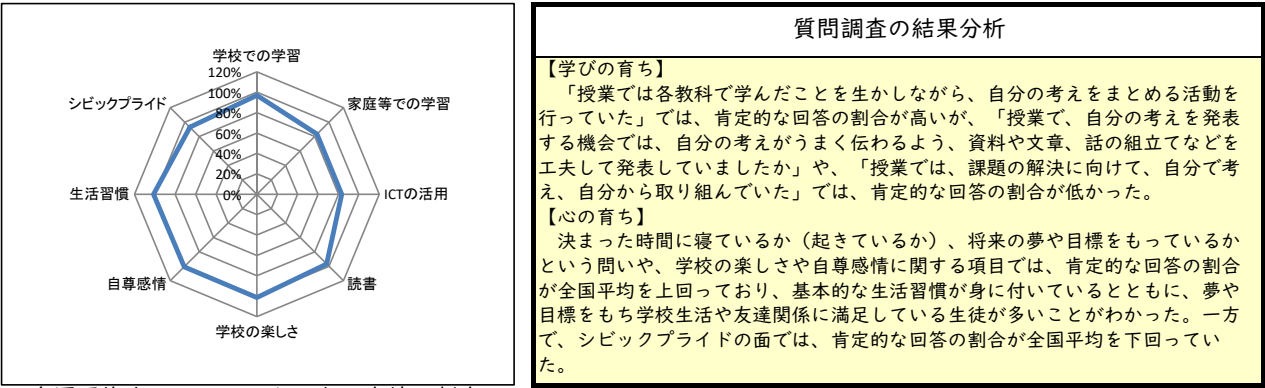 学校での学習
120%
100%
80%
60%
40%
20%
0%
家庭等での学習
ICTの活用
読書
学校の楽しさ
自尊感情
生活習慣
シビックプライド
質問調査の結果分析
【学びの育ち】
「授業では各教科で学んだことを生かしながら、自分の考えをまとめる活動を
行っていた」では、肯定的な回答の割合が高いが、「授業で、自分の考えを発表
する機会では、自分の考えがうまく伝わるよう、資料や文章、話の組立てなどを
工夫して発表していましたか」や、「授業では、課題の解決に向けて、自分で考
え、自分から取り組んでいた」では、肯定的な回答の割合が低かった。
【心の育ち】
決まった時間に寝ているか（起きているか）、将来の夢や目標をもっているか
という問いや、学校の楽しさや自尊感情に関する項目では、肯定的な回答の割合
が全国平均を上回っており、基本的な生活習慣が身に付いているとともに、夢や
目標をもち学校生活や友達関係に満足している生徒が多いことがわかった。一方
で、シビックプライドの面では、肯定的な回答の割合が全国平均を下回ってい
た。